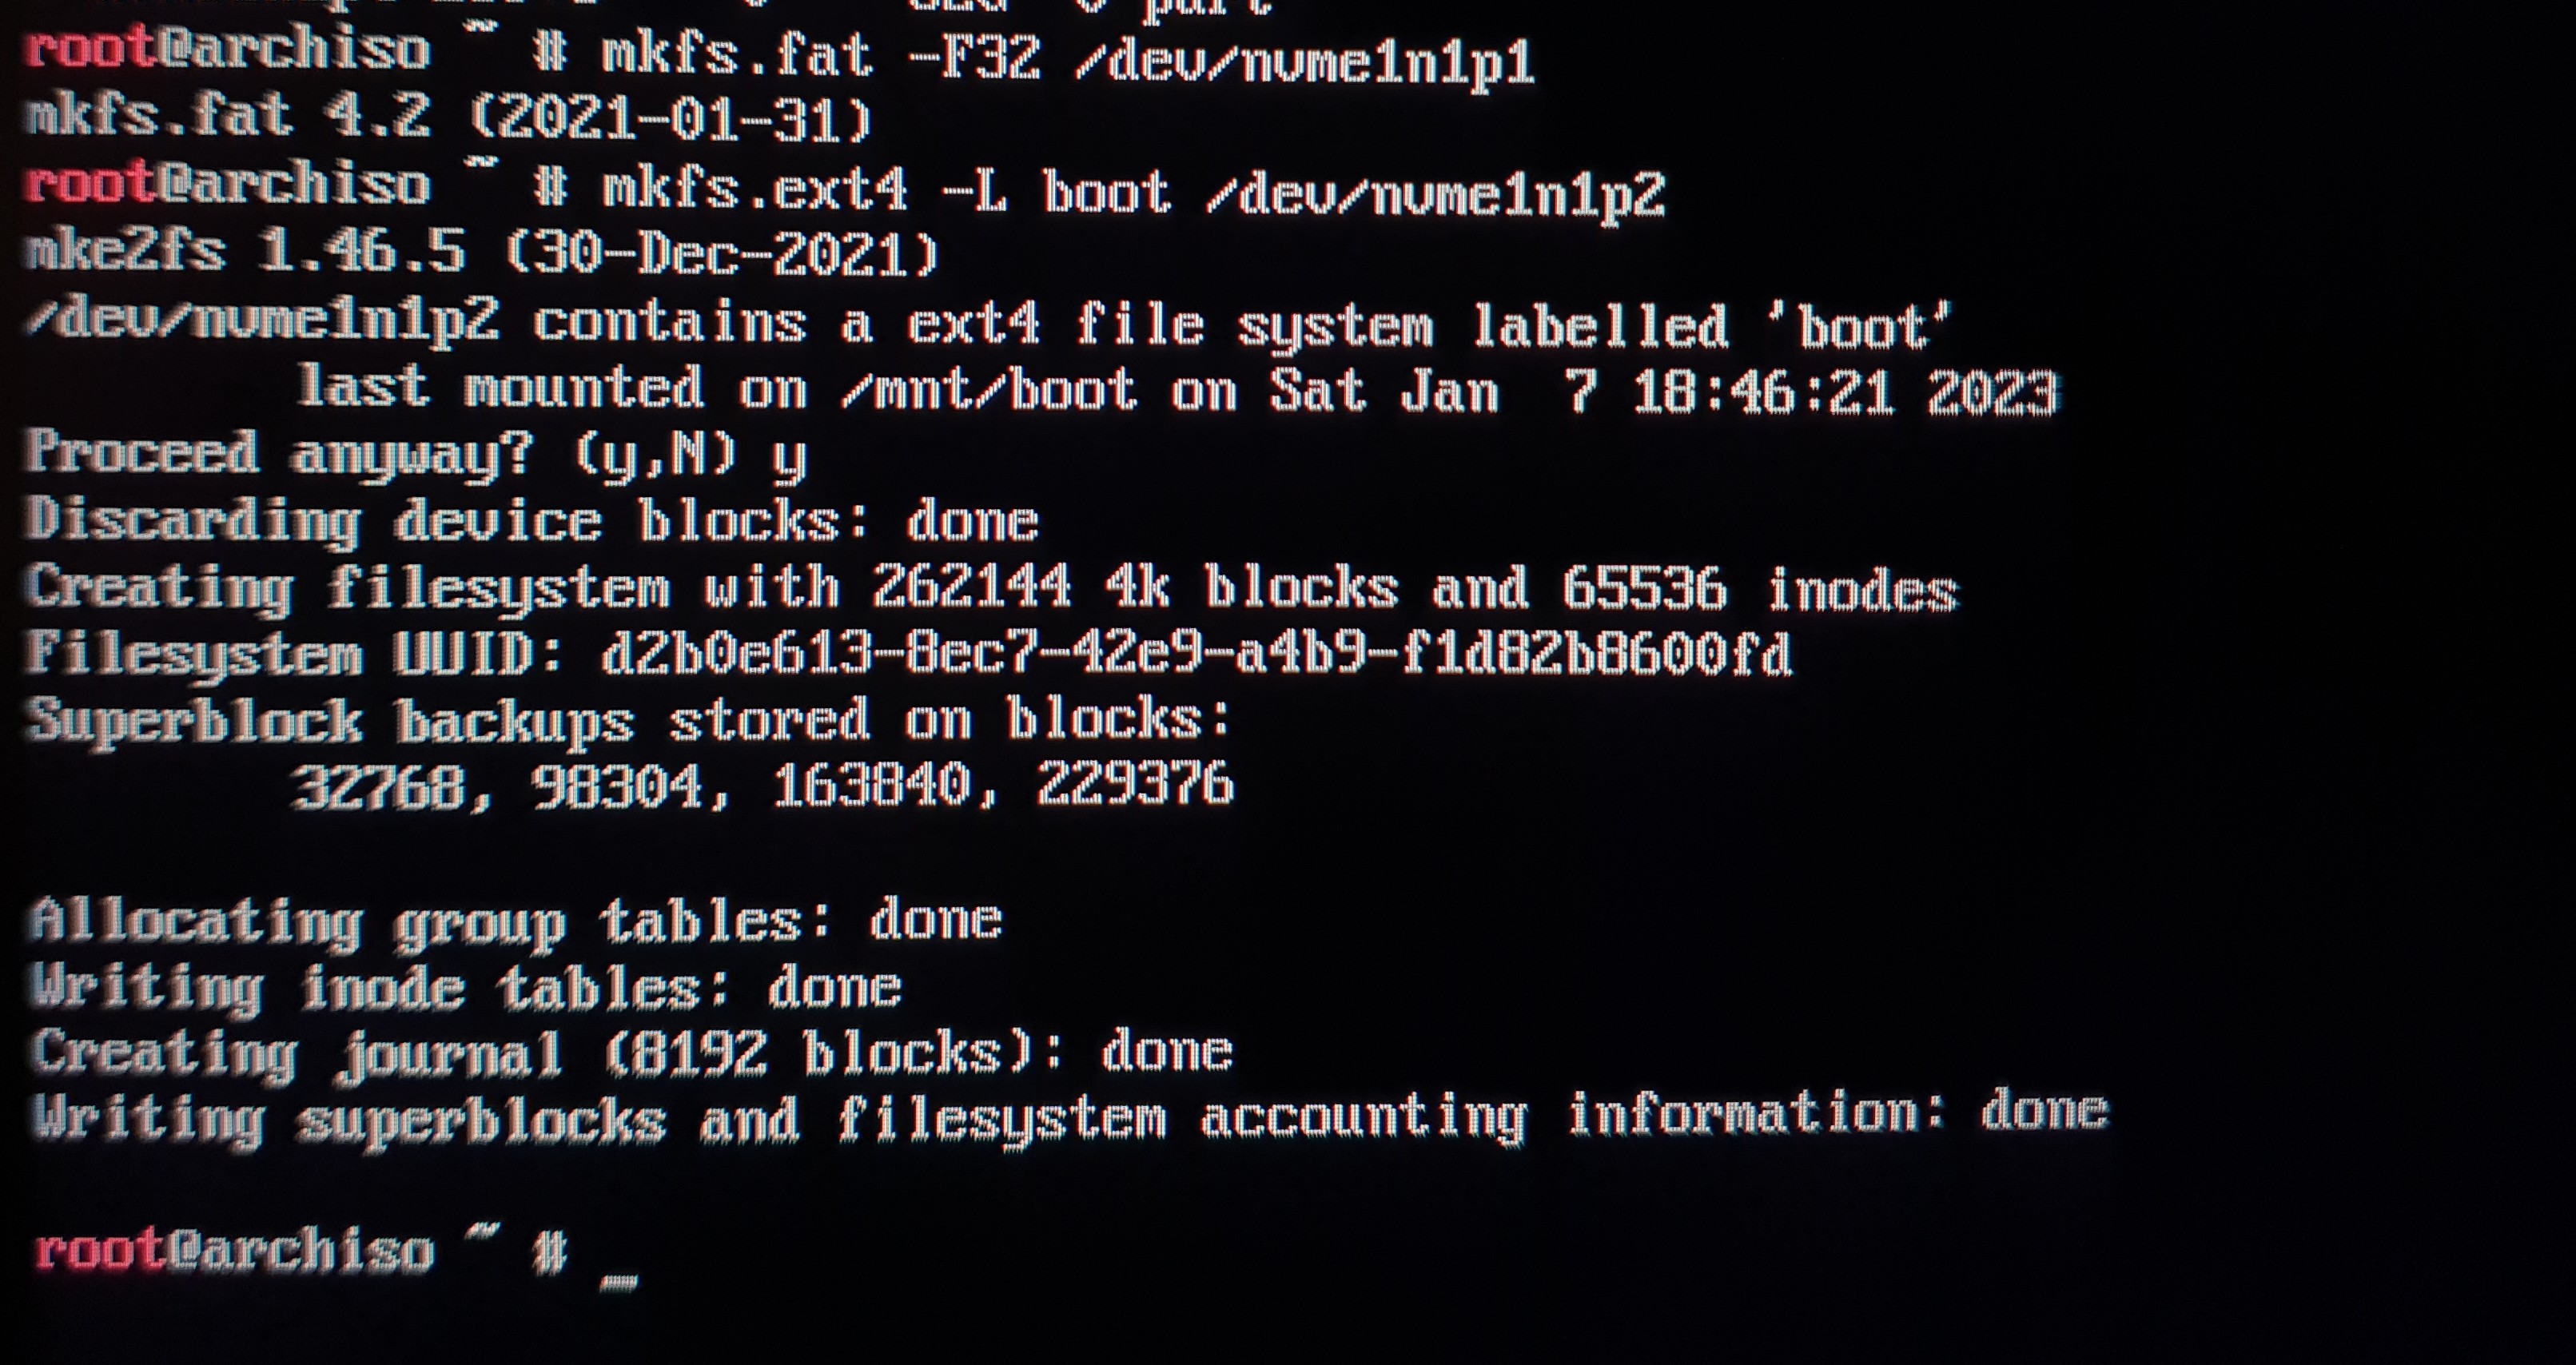 part
root@archiso ~ # mkfs.fat -F32 /dev/nvme1n1p1
mkfs.fat 4.2 (2021-01-31)
root@archiso ~ # mkfs.ext4 -L boot /dev/nvme1n1p2
mke2fs 1.46.5 (30-Dec-2021)
/dev/nvme1n1p2 contains a ext4 file system labelled 'boot'
        last mounted on /mnt/boot on Sat Jan  7 18:46:21 2023
Proceed anyway? (y,N) y
Discarding device blocks: done
Creating filesystem with 262144 4k blocks and 65536 inodes
Filesystem UUID: d2b0e613-8ec7-42e9-a4b9-f1d82b8600fd
Superblock backups stored on blocks:
        32768, 98304, 163840, 229376
Allocating group tables: done
Writing inode tables: done
Creating journal (8192 blocks): done
Writing superblocks and filesystem accounting information: done
root@archiso ~ # _